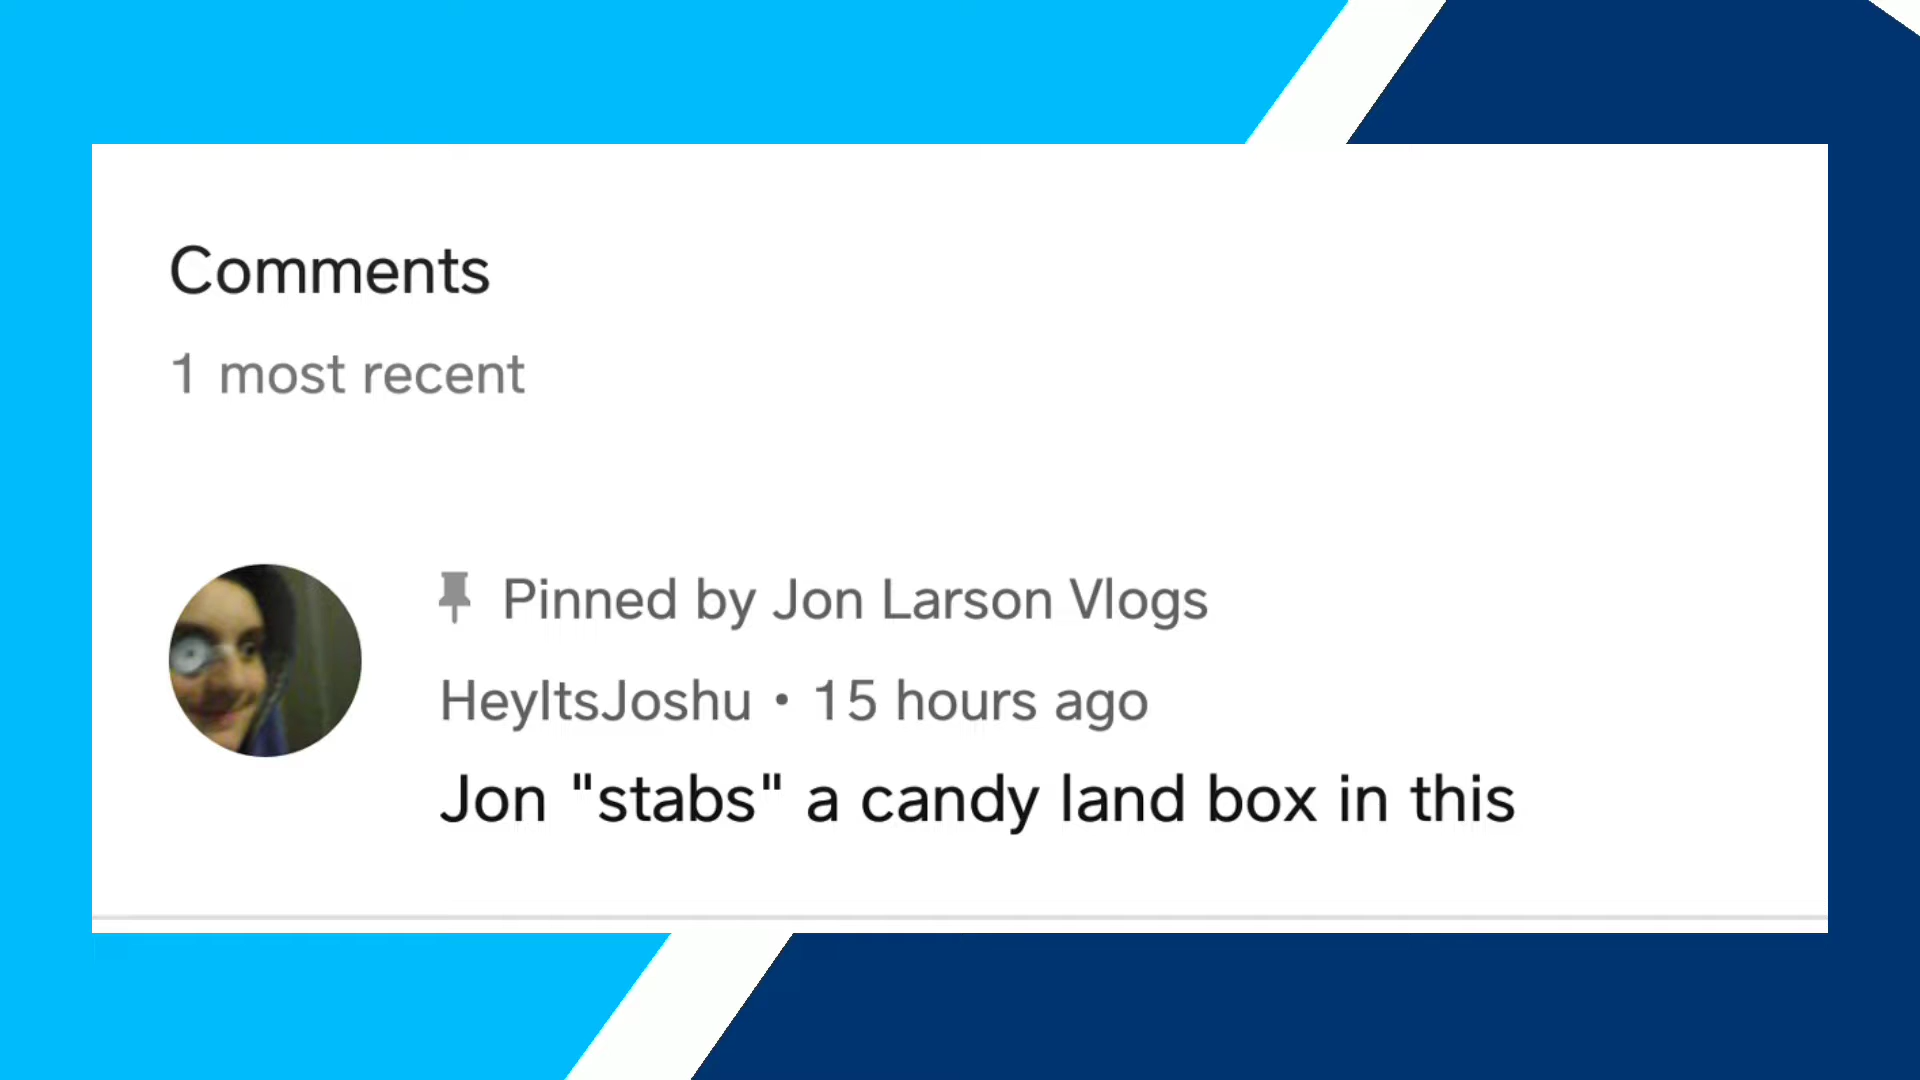 Comments
1 most recent
Pinned by Jon Larson Vlogs
HeyItsJoshu • 15 hours ago
Jon "stabs" a candy land box in this